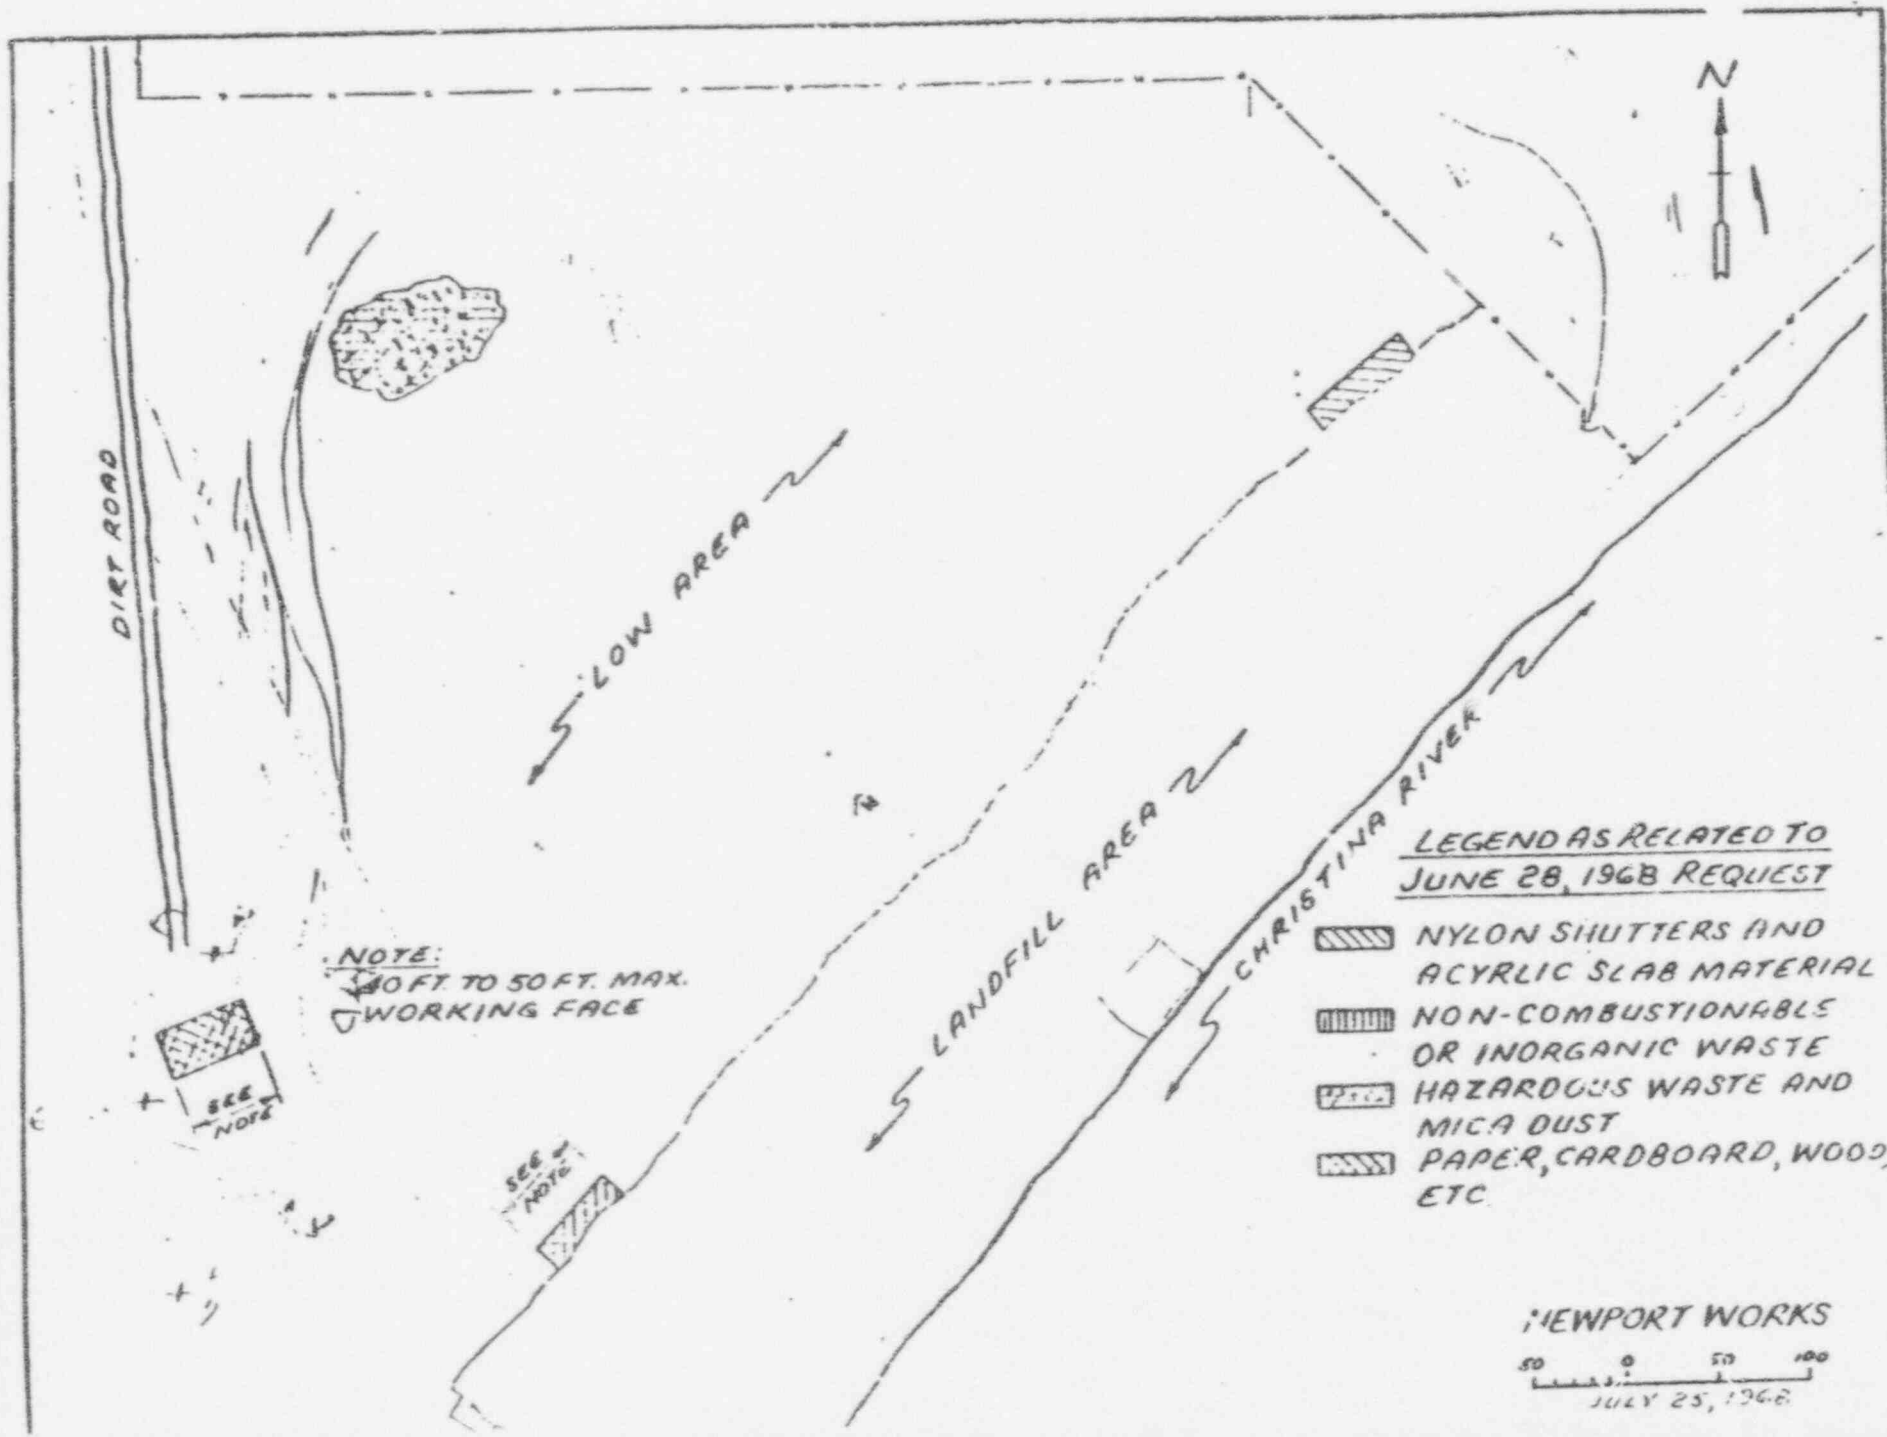 N
DIRT ROAD
LOW AREA
LANDFILL AREA
CHRISTINA RIVER
NOTE:
40 FT. TO 50 FT. MAX.
WORKING FACE
SEE
NOTE
SEE
NOTE
LEGEND AS RELATED TO
JUNE 28, 1968 REQUEST
NYLON SHUTTERS AND
ACYRLIC SLAB MATERIAL
NON-COMBUSTIONABLE
OR INORGANIC WASTE
HAZARDOUS WASTE AND
MICA DUST
PAPER, CARDBOARD, WOOD,
ETC
NEWPORT WORKS
50 0 50 100
JULY 25, 1968